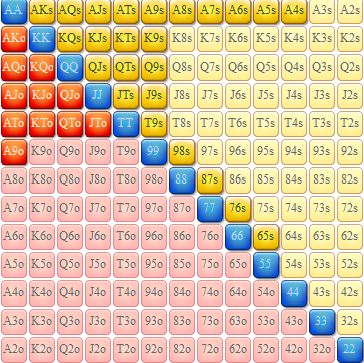 AA AKs AQs AJs ATs A9s A8s A7s A6s A5s A4s A3s A2s
AKo KK KQs KJs KTs K9s K8s K7s K6s K5s K4s K3s K2s
AQo KQo QQ QJs QTs Q9s Q8s Q7s Q6s Q5s Q4s Q3s Q2s
AJo KJo QJo JJ JTs J9s J8s J7s J6s J5s J4s J3s J2s
ATo KTo QTo JTo TT T9s T8s T7s T6s T5s T4s T3s T2s
A9o K9o Q9o J9o T9o 99 98s 97s 96s 95s 94s 93s 92s
A8o K8o Q8o J8o T8o 98o 88 87s 86s 85s 84s 83s 82s
A7o K7o Q7o J7o T7o 97o 87o 77 76s 75s 74s 73s 72s
A6o K6o Q6o J6o T6o 96o 86o 76o 66 65s 64s 63s 62s
A5o K5o Q5o J5o T5o 95o 85o 75o 65o 55 54s 53s 52s
A4o K4o Q4o J4o T4o 94o 84o 74o 64o 54o 44 43s 42s
A3o K3o Q3o J3o T3o 93o 83o 73o 63o 53o 43o 33 32s
A2o K2o Q2o J2o T2o 92o 82o 72o 62o 52o 42o 32o 22